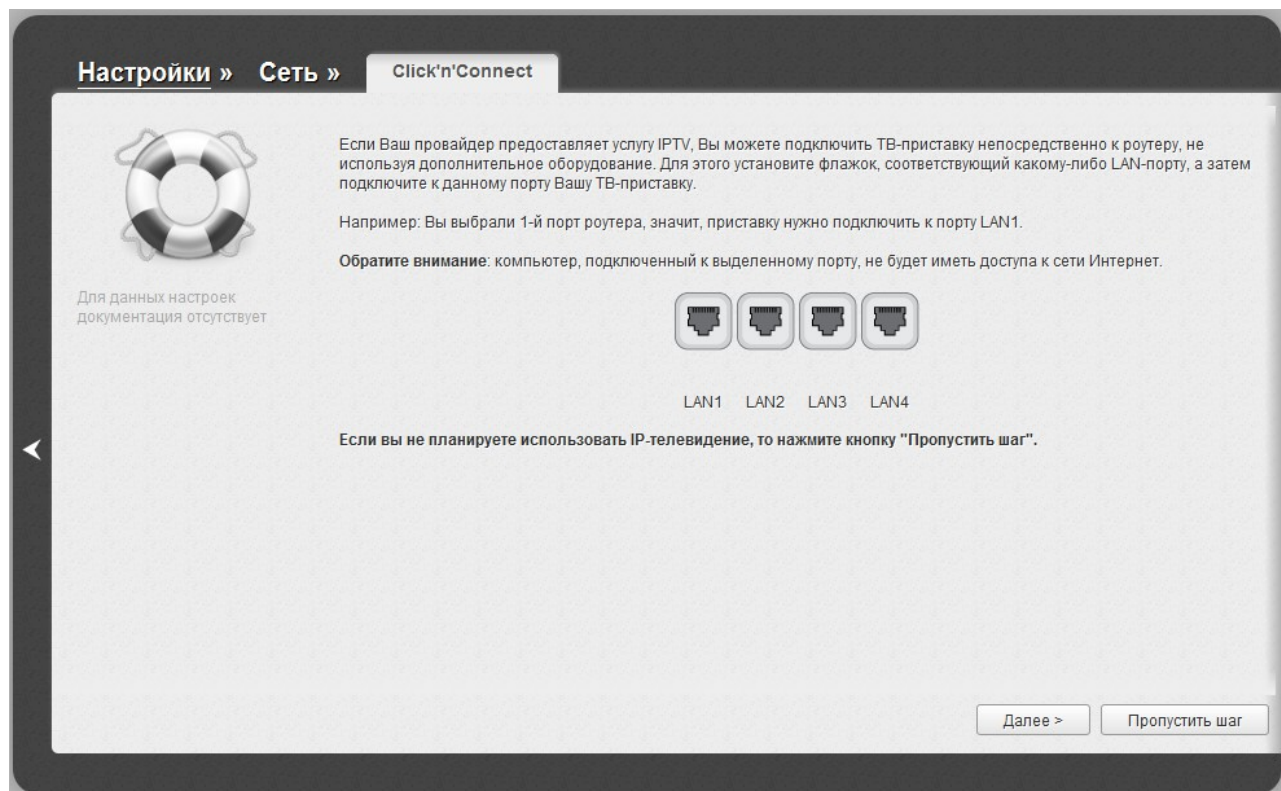 Настройки » Сеть » Click'n'Connect
Для данных настроек
документация отсутствует
Если Ваш провайдер предоставляет услугу IPTV, Вы можете подключить ТВ-приставку непосредственно к роутеру, не
используя дополнительное оборудование. Для этого установите флажок, соответствующий какому-либо LAN-порту, а затем
подключите к данному порту Вашу ТВ-приставку.
Например: Вы выбрали 1-й порт роутера, значит, приставку нужно подключить к порту LAN1.
Обратите внимание: компьютер, подключенный к выделенному порту, не будет иметь доступа к сети Интернет.
LAN1 LAN2 LAN3 LAN4
Если вы не планируете использовать IP-телевидение, то нажмите кнопку "Пропустить шаг".
Далее > Пропустить шаг